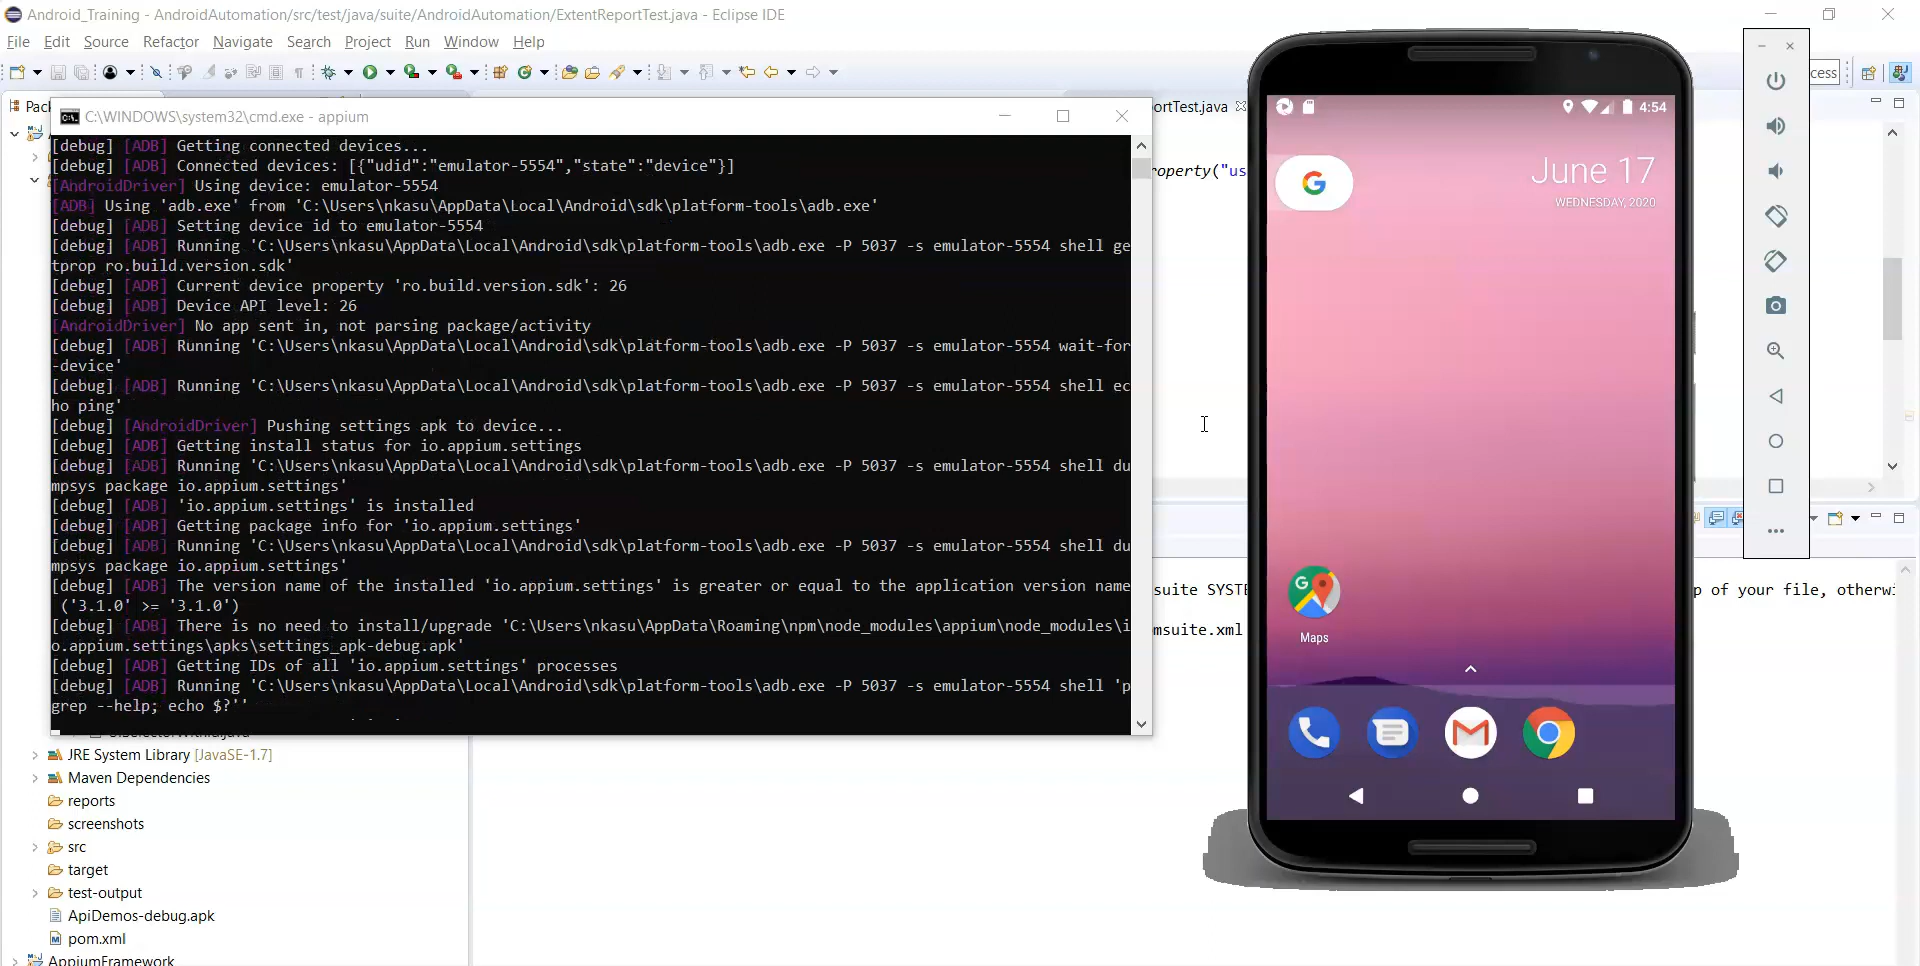 Android_Training - AndroidAutomation/src/test/java/suite/AndroidAutomation/ExtentReportTest.java - Eclipse IDE
File Edit Source Refactor Navigate Search Project Run Window Help
cess
Pac
C:\WINDOWS\system32\cmd.exe - appium
ortTest.java
[debug] [ADB] Getting connected devices...
[debug] [ADB] Connected devices: [{"udid":"emulator-5554","state":"device"}]
[AndroidDriver] Using device: emulator-5554
[ADB] Using 'adb.exe' from 'C:\Users\nkasu\AppData\Local\Android\sdk\platform-tools\adb.exe'
[debug] [ADB] Setting device id to emulator-5554
[debug] [ADB] Running 'C:\Users\nkasu\AppData\Local\Android\sdk\platform-tools\adb.exe -P 5037 -s emulator-5554 shell ge
tprop ro.build.version.sdk'
[debug] [ADB] Current device property 'ro.build.version.sdk': 26
[debug] [ADB] Device API level: 26
[AndroidDriver] No app sent in, not parsing package/activity
[debug] [ADB] Running 'C:\Users\nkasu\AppData\Local\Android\sdk\platform-tools\adb.exe -P 5037 -s emulator-5554 wait-for
-device'
[debug] [ADB] Running 'C:\Users\nkasu\AppData\Local\Android\sdk\platform-tools\adb.exe -P 5037 -s emulator-5554 shell ec
ho ping'
[debug] [AndroidDriver] Pushing settings apk to device...
[debug] [ADB] Getting install status for io.appium.settings
[debug] [ADB] Running 'C:\Users\nkasu\AppData\Local\Android\sdk\platform-tools\adb.exe -P 5037 -s emulator-5554 shell du
mpsys package io.appium.settings'
[debug] [ADB] 'io.appium.settings' is installed
[debug] [ADB] Getting package info for 'io.appium.settings'
[debug] [ADB] Running 'C:\Users\nkasu\AppData\Local\Android\sdk\platform-tools\adb.exe -P 5037 -s emulator-5554 shell du
mpsys package io.appium.settings'
[debug] [ADB] The version name of the installed 'io.appium.settings' is greater or equal to the application version name
('3.1.0' >= '3.1.0')
[debug] [ADB] There is no need to install/upgrade 'C:\Users\nkasu\AppData\Roaming\npm\node_modules\appium\node_modules\i
o.appium.settings\apks\settings_apk-debug.apk'
[debug] [ADB] Getting IDs of all 'io.appium.settings' processes
[debug] [ADB] Running 'C:\Users\nkasu\AppData\Local\Android\sdk\platform-tools\adb.exe -P 5037 -s emulator-5554 shell 'p
grep --help; echo $?''
roperty("us
suite SYSTE
p of your file, otherwi
msuite.xml
4:54
G
June 17
WEDNESDAY, 2020
Maps
JRE System Library [JavaSE-1.7]
Maven Dependencies
reports
screenshots
src
target
test-output
ApiDemos-debug.apk
pom.xml
AppiumFramework